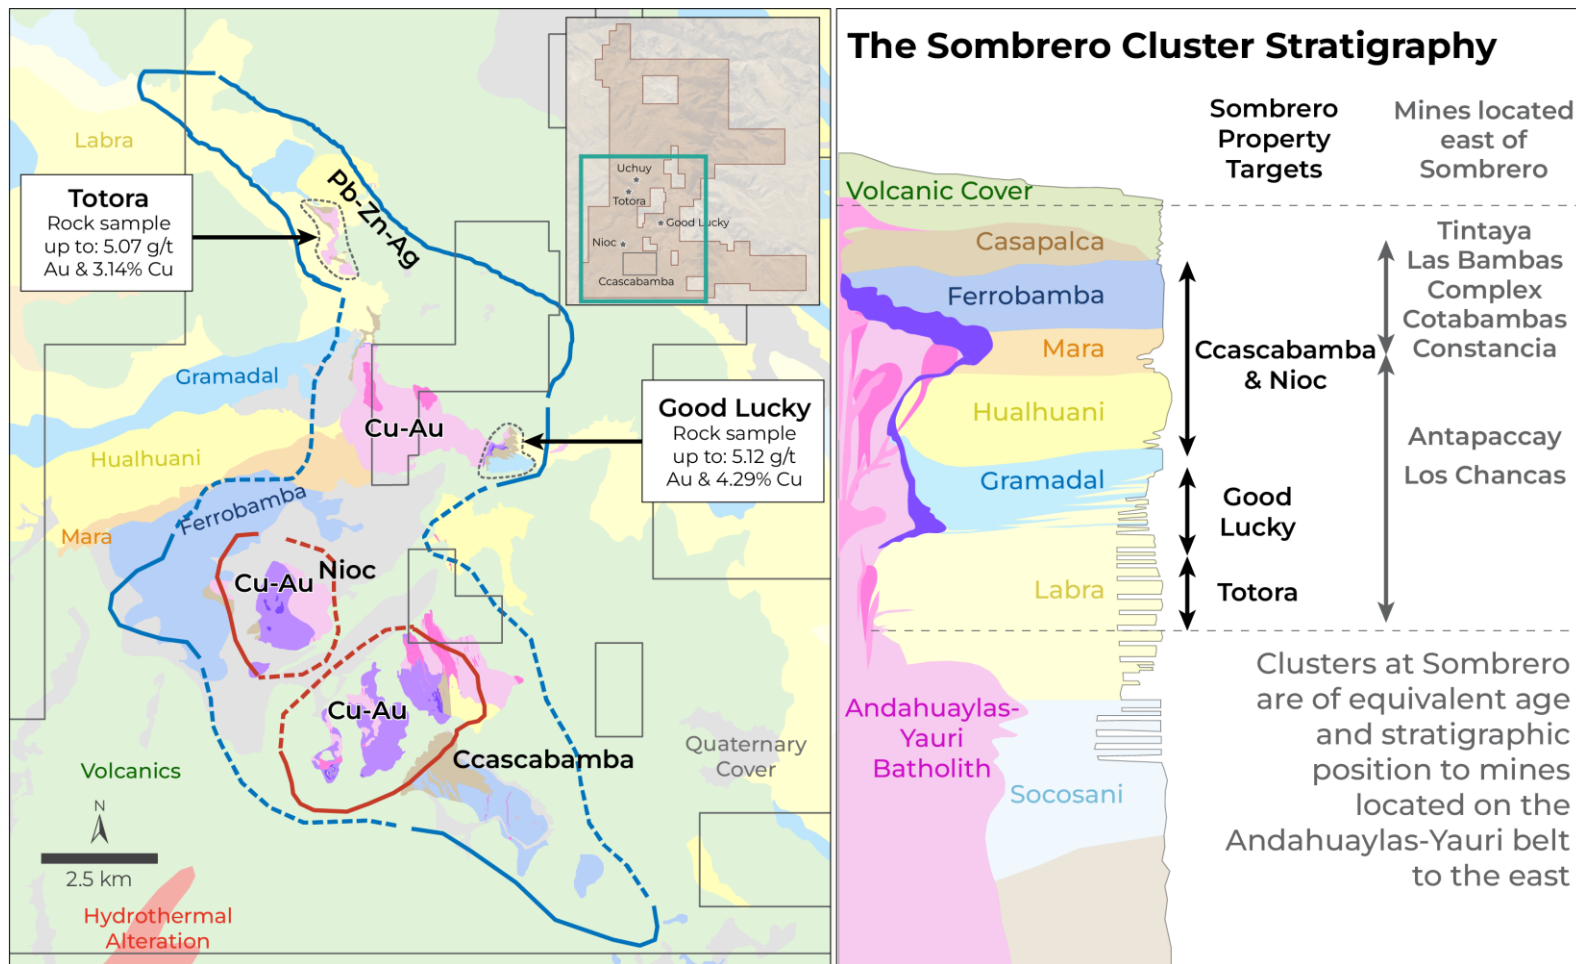 Labra
Totora
Rock sample
up to: 5.07 g/t
Au & 3.14% Cu
Pb-Zn-Ag
Uchuy
Totora
Good Lucky
Nioc
Ccascabamba
Gramadal
Cu-Au
Good Lucky
Rock sample
up to: 5.12 g/t
Au & 4.29% Cu
Hualhuani
Ferrobamba
Mara
Cu-Au
Nioc
Cu-Au
Ccascabamba
Quaternary
Cover
Volcanics
N
2.5 km
Hydrothermal
Alteration
The Sombrero Cluster Stratigraphy
Sombrero
Property
Targets
Mines located
east of
Sombrero
Volcanic Cover
Casapalca
Ferrobamba
Mara
Hualhuani
Gramadal
Labra
Andahuaylas-
Yauri
Batholith
Socosani
Ccascabamba
& Nioc
Good
Lucky
Totora
Tintaya
Las Bambas
Complex
Cotabambas
Constancia
Antapaccay
Los Chancas
Clusters at Sombrero
are of equivalent age
and stratigraphic
position to mines
located on the
Andahuaylas-Yauri belt
to the east